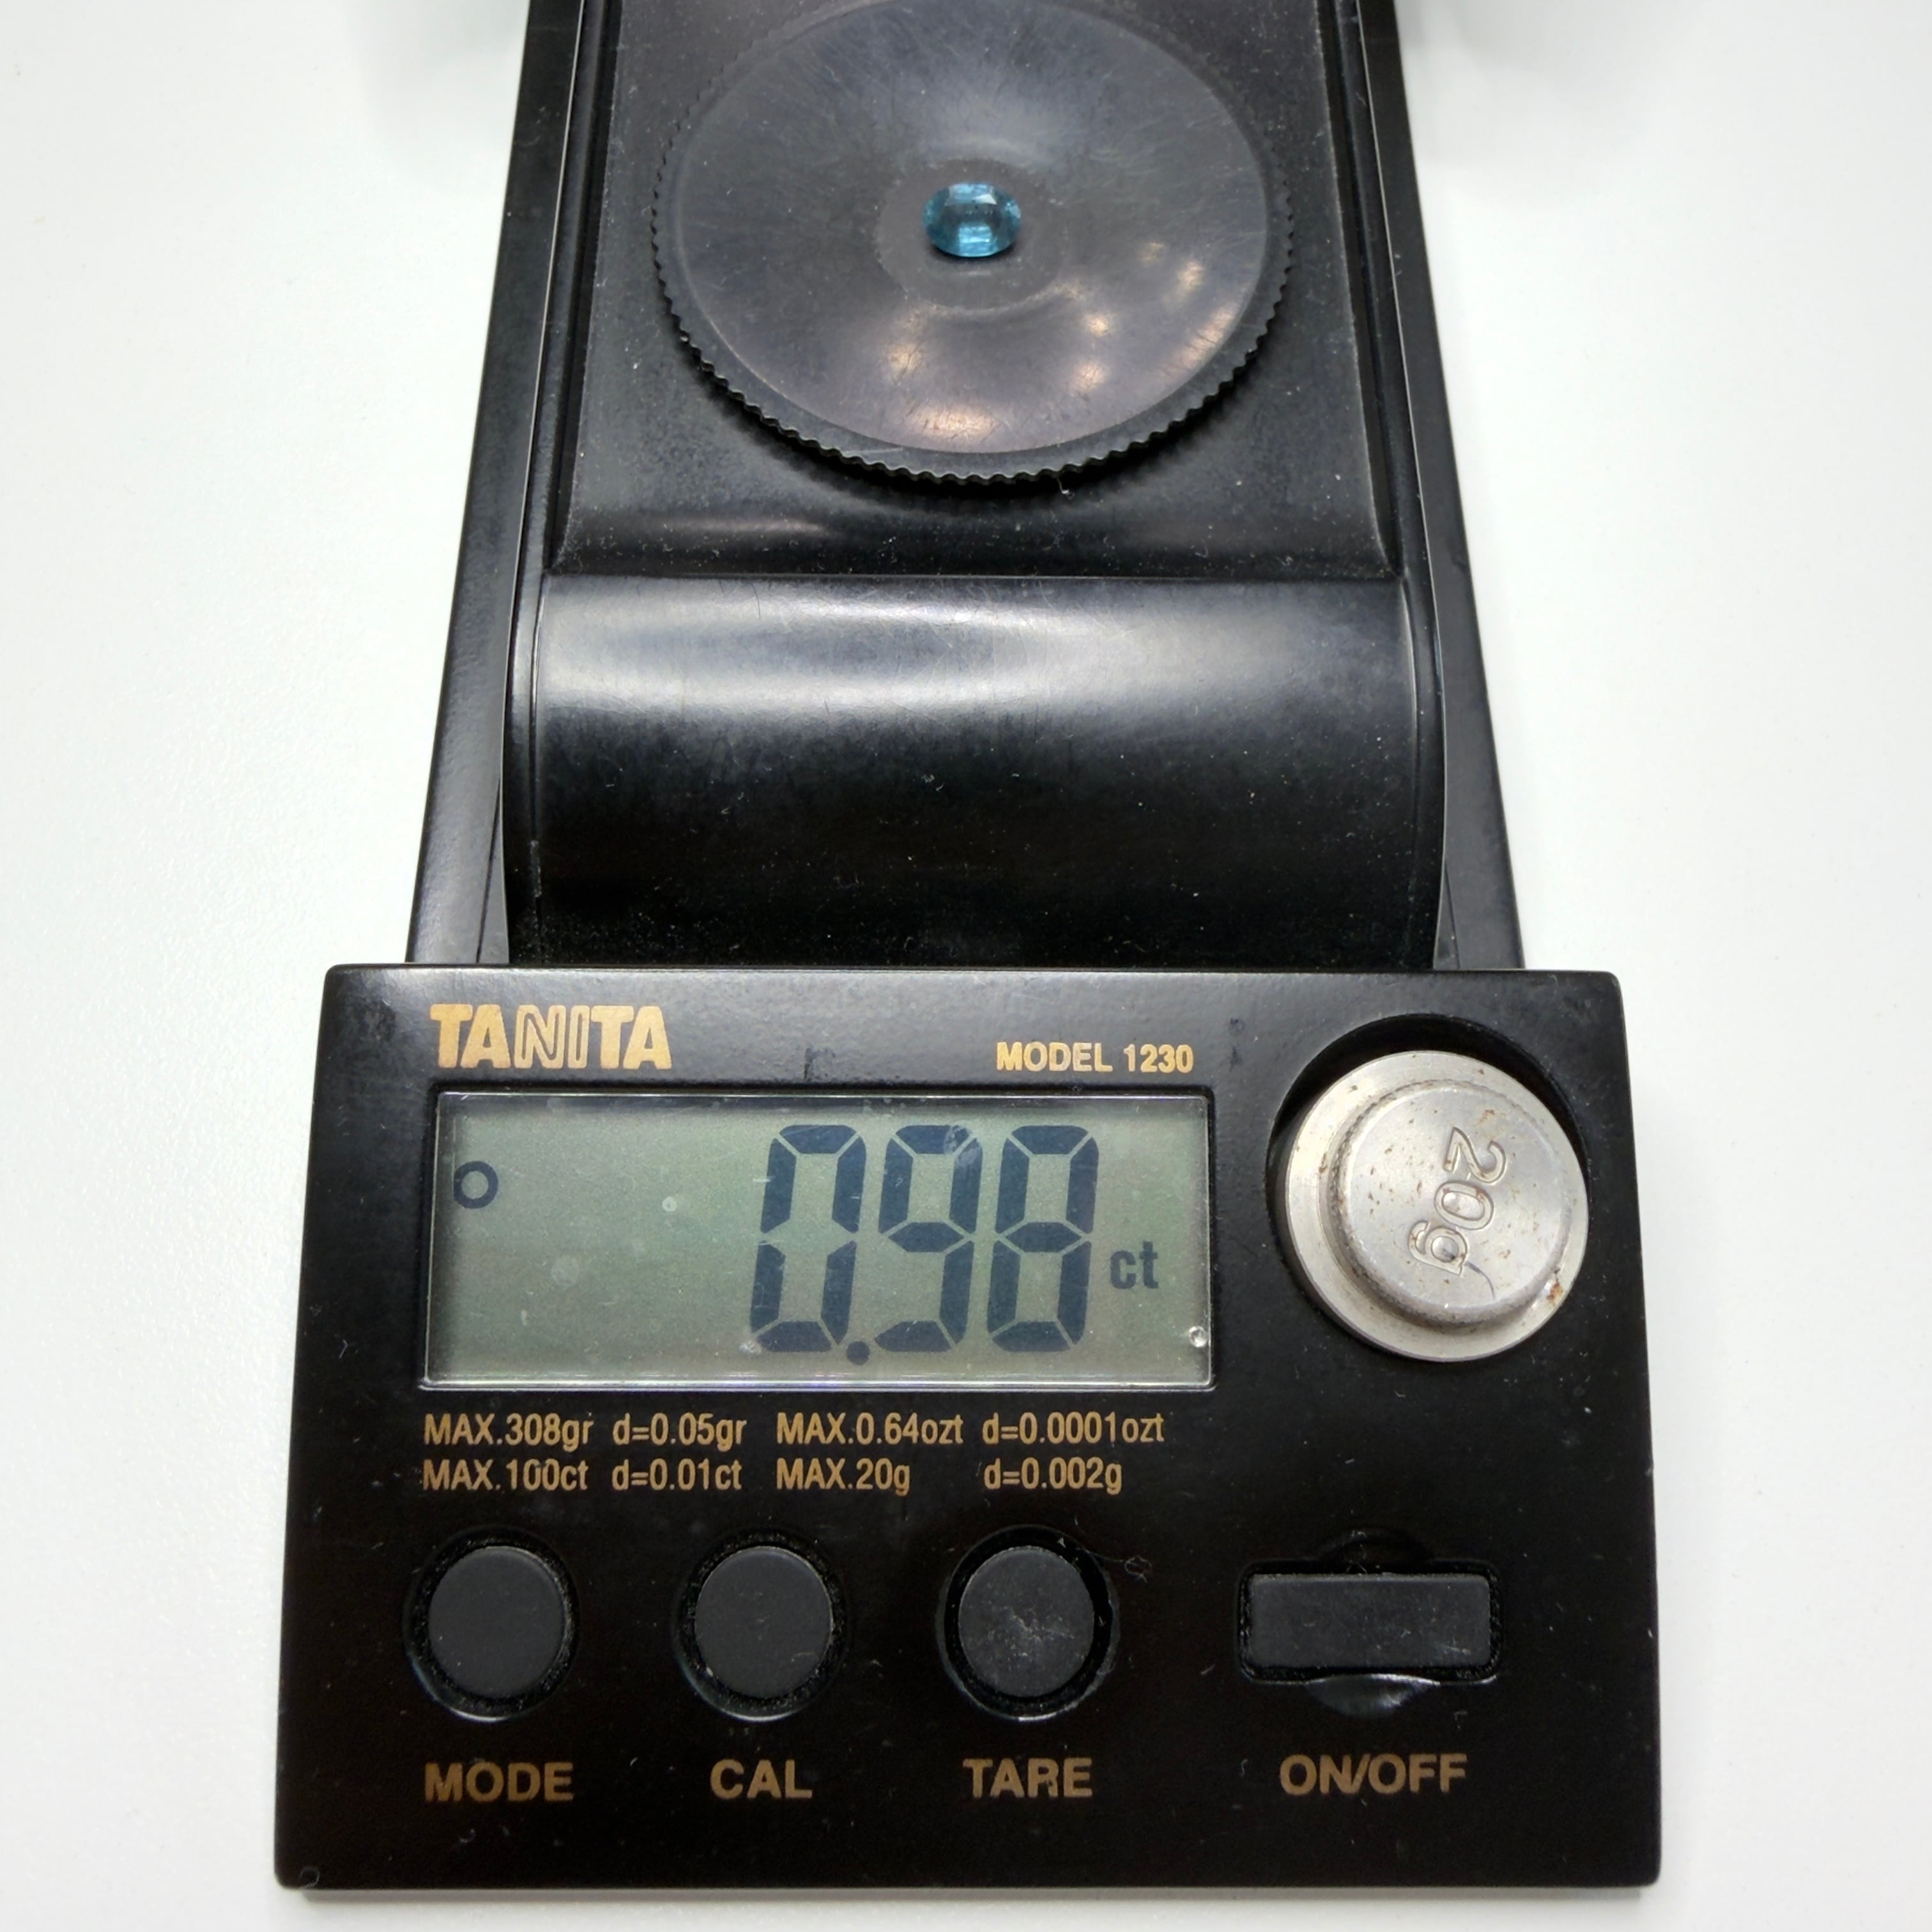 TANITA
MODEL 1230
0.98 ct
20g
MAX.308gr d=0.05gr MAX.0.64ozt d=0.0001ozt
MAX.100ct d=0.01ct MAX.20g d=0.002g
MODE CAL TARE ON/OFF